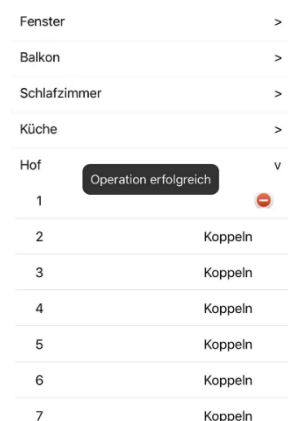 Fenster >
Balkon >
Schlafzimmer >
Küche >
Hof v
Operation erfolgreich
1
2 Koppeln
3 Koppeln
4 Koppeln
5 Koppeln
6 Koppeln
7 Koppeln